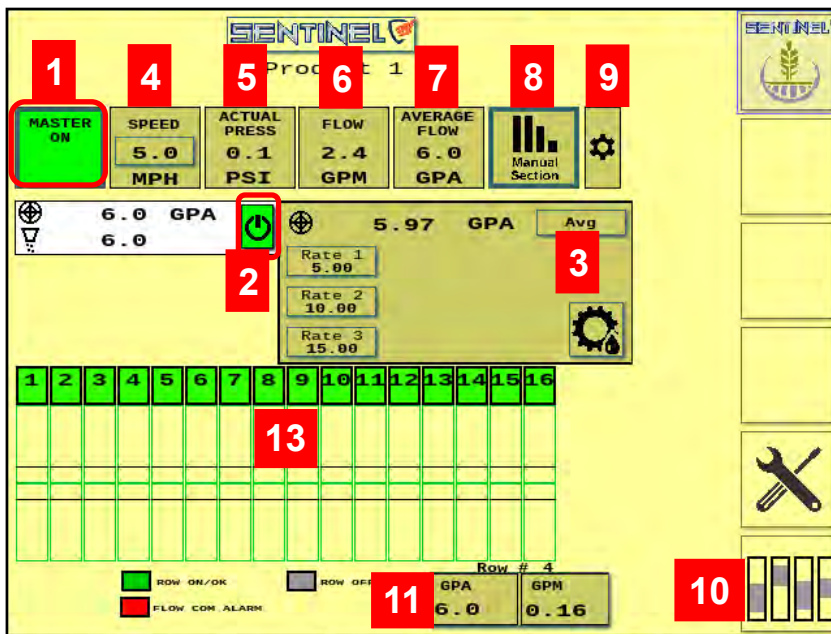 SENTINEL
SENTINEL
Product 1
1
4
5
6
7
8
9
MASTER ON
SPEED
5.0
MPH
ACTUAL PRESS
0.1
PSI
FLOW
2.4
GPM
AVERAGE FLOW
6.0
GPA
Manual Section
6.0 GPA
6.0
2
5.97 GPA
Avg
3
Rate 1
5.00
Rate 2
10.00
Rate 3
15.00
1 2 3 4 5 6 7 8 9 10 11 12 13 14 15 16
13
ROW ON/OK
ROW OFF
FLOW COM ALARM
Row # 4
11
GPA
6.0
GPM
0.16
10